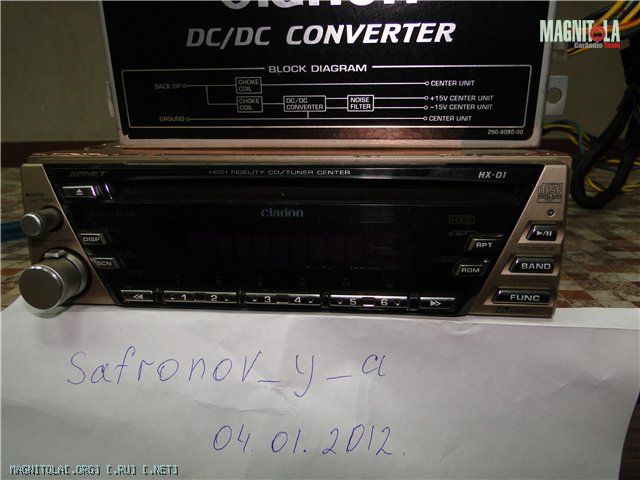 Clarion
MAGNITOLA
CarAudio Team
DC/DC CONVERTER
BLOCK DIAGRAM
BACK UP
CHOKE
COIL
CENTER UNIT
CHOKE
COIL
DC/DC
CONVERTER
NOISE
FILTER
+15V CENTER UNIT
-15V CENTER UNIT
GROUND
CENTER UNIT
290-8080-00
HIGH FIDELITY CD/TUNER CENTER
HX-D1
Clarion
HDCD
DISP
RPT
SCN
RDM
BAND
FUNC
1 2 3 4 5 6
Safronov_y_a
04.01.2012.
MAGNITOLA[.ORG] [.RU] [.NET]